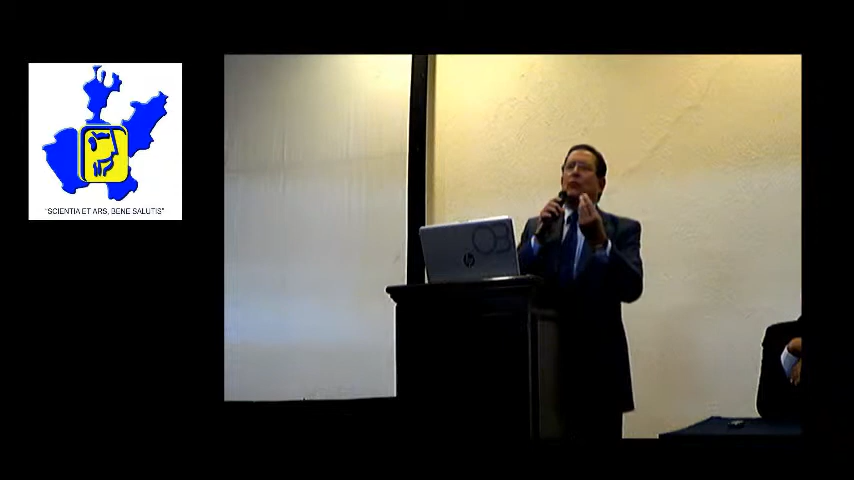 "SCIENTIA ET ARS, BENE SALUTIS"
hp